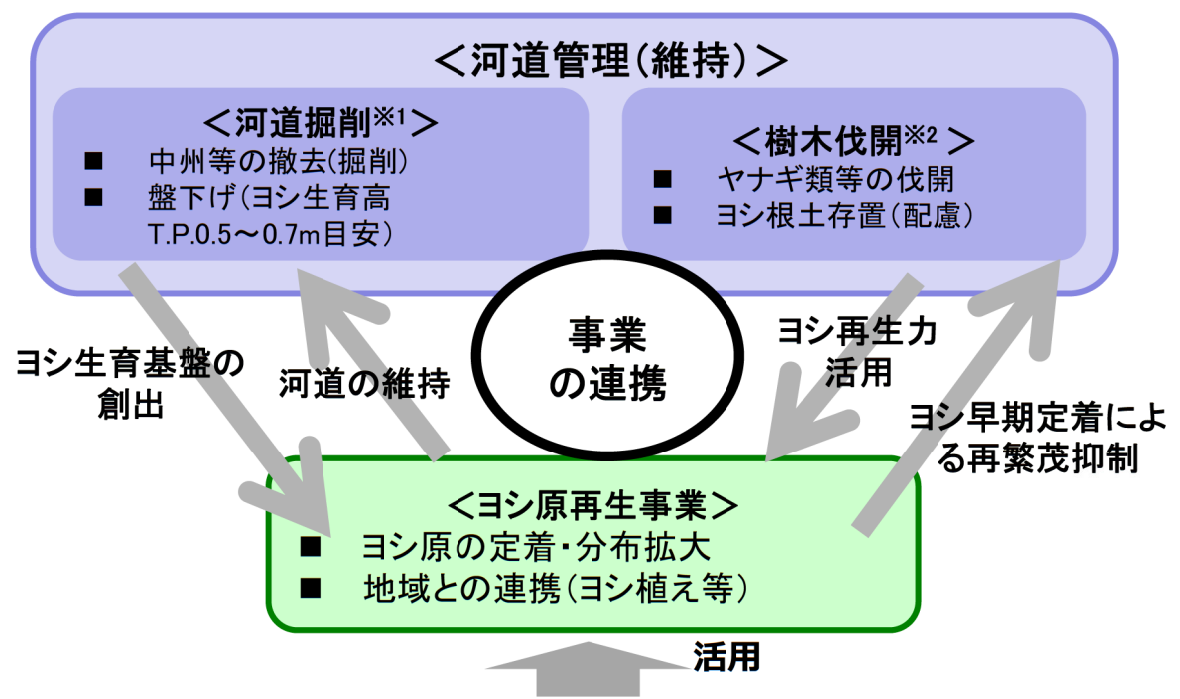 ＜河道管理（維持）＞
＜河道掘削※1＞
■ 中州等の撤去(掘削)
■ 盤下げ（ヨシ生育高
T.P.0.5～0.7m目安）
＜樹木伐開※2 ＞
■ ヤナギ類等の伐開
■ ヨシ根土存置（配慮）
事業
の連携
ヨシ生育基盤の
創出
河道の維持
ヨシ再生力
活用
ヨシ早期定着によ
る再繁茂抑制
＜ヨシ原再生事業＞
■ ヨシ原の定着・分布拡大
■ 地域との連携（ヨシ植え等）
活用